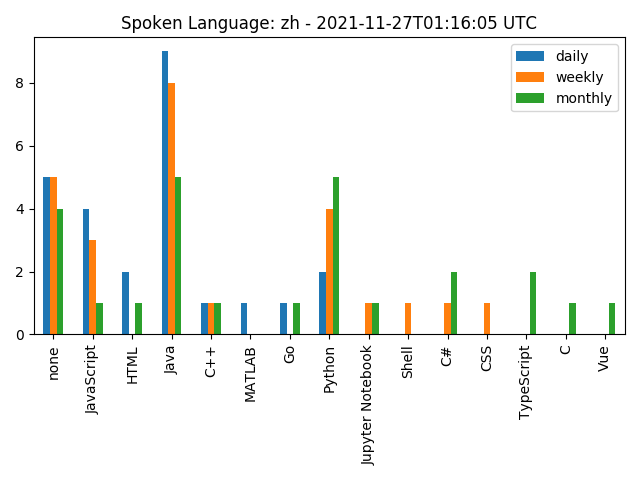 Spoken Language: zh - 2021-11-27T01:16:05 UTC
daily
weekly
monthly
8
6
4
2
0
none
JavaScript
HTML
Java
C++
MATLAB
Go
Python
Jupyter Notebook
Shell
C#
CSS
TypeScript
C
Vue